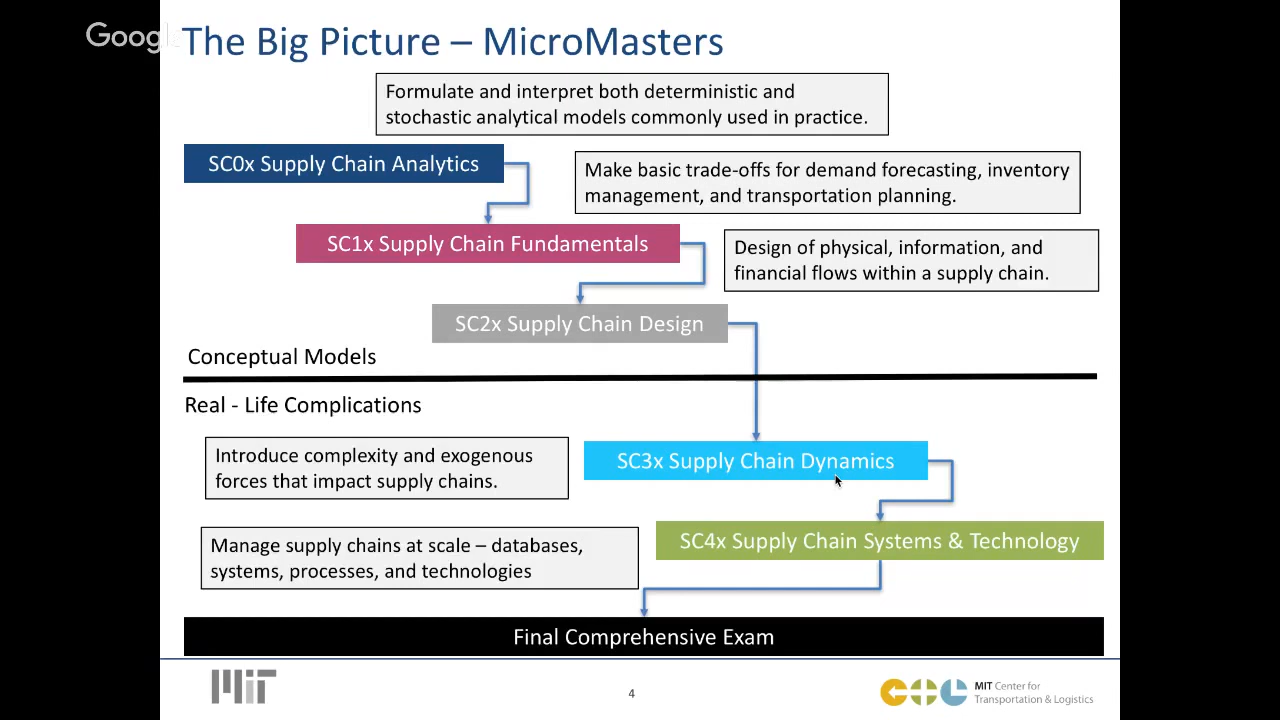 Google
The Big Picture – MicroMasters
Formulate and interpret both deterministic and
stochastic analytical models commonly used in practice.
SC0x Supply Chain Analytics
Make basic trade-offs for demand forecasting, inventory
management, and transportation planning.
SC1x Supply Chain Fundamentals
Design of physical, information, and
financial flows within a supply chain.
SC2x Supply Chain Design
Conceptual Models
Real - Life Complications
Introduce complexity and exogenous
forces that impact supply chains.
SC3x Supply Chain Dynamics
Manage supply chains at scale – databases,
systems, processes, and technologies
SC4x Supply Chain Systems & Technology
Final Comprehensive Exam
MIT
4
CTL
MIT Center for
Transportation & Logistics